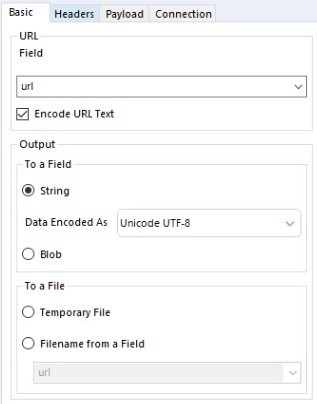 Basic Headers Payload Connection
URL
Field
url
Encode URL Text
Output
To a Field
String
Data Encoded As Unicode UTF-8
Blob
To a File
Temporary File
Filename from a Field
url